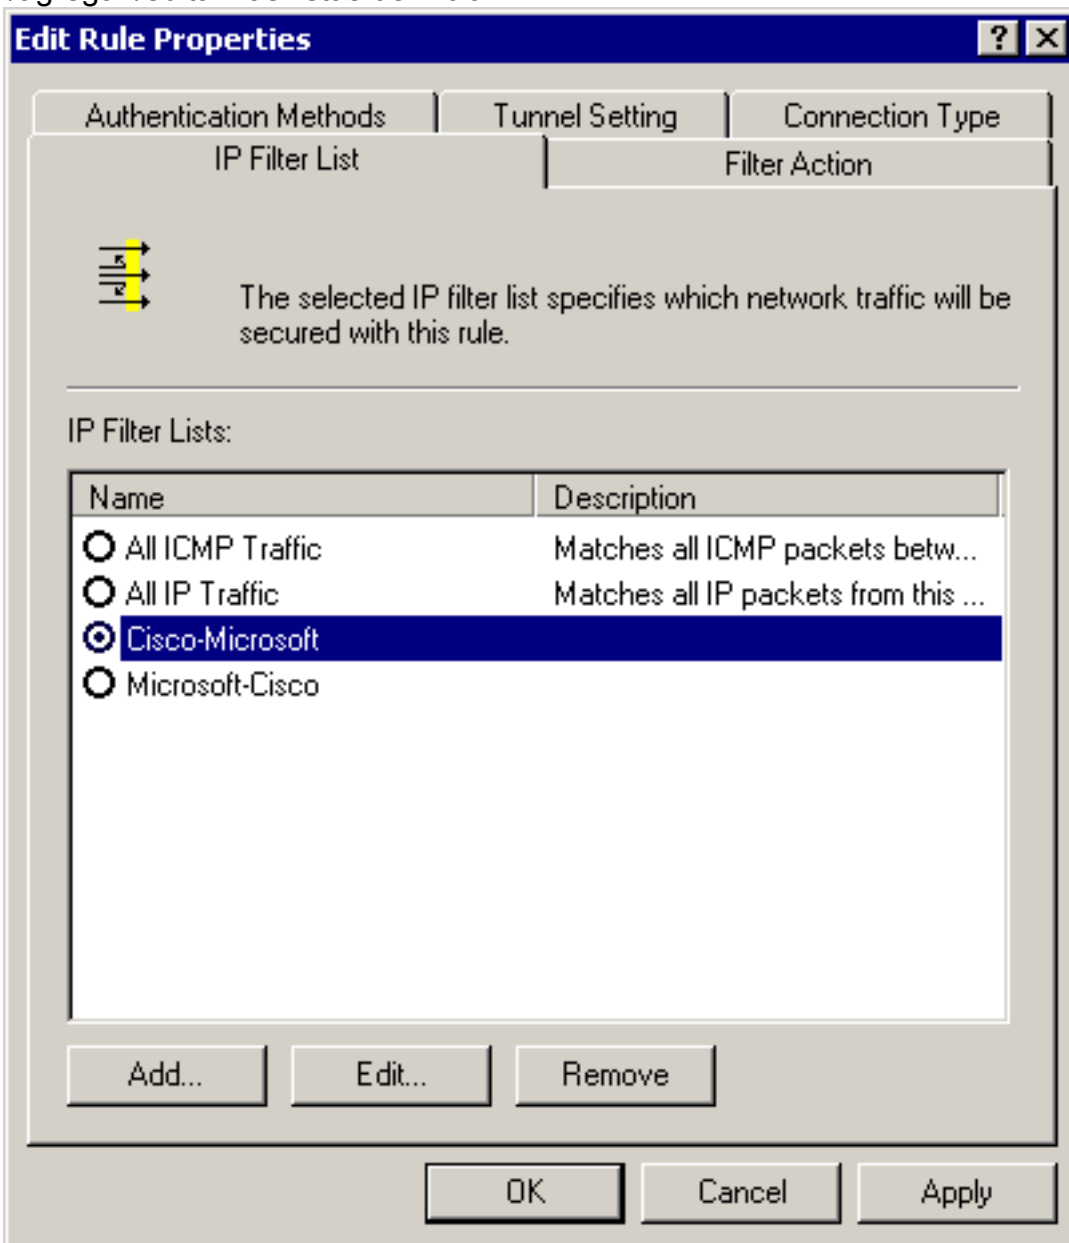 Edit Rule Properties
Authentication Methods
Tunnel Setting
Connection Type
IP Filter List
Filter Action
The selected IP filter list specifies which network traffic will be
secured with this rule.
IP Filter Lists:
Name Description
All ICMP Traffic Matches all ICMP packets betw...
All IP Traffic Matches all IP packets from this ...
Cisco-Microsoft
Microsoft-Cisco
Add... Edit... Remove
OK Cancel Apply